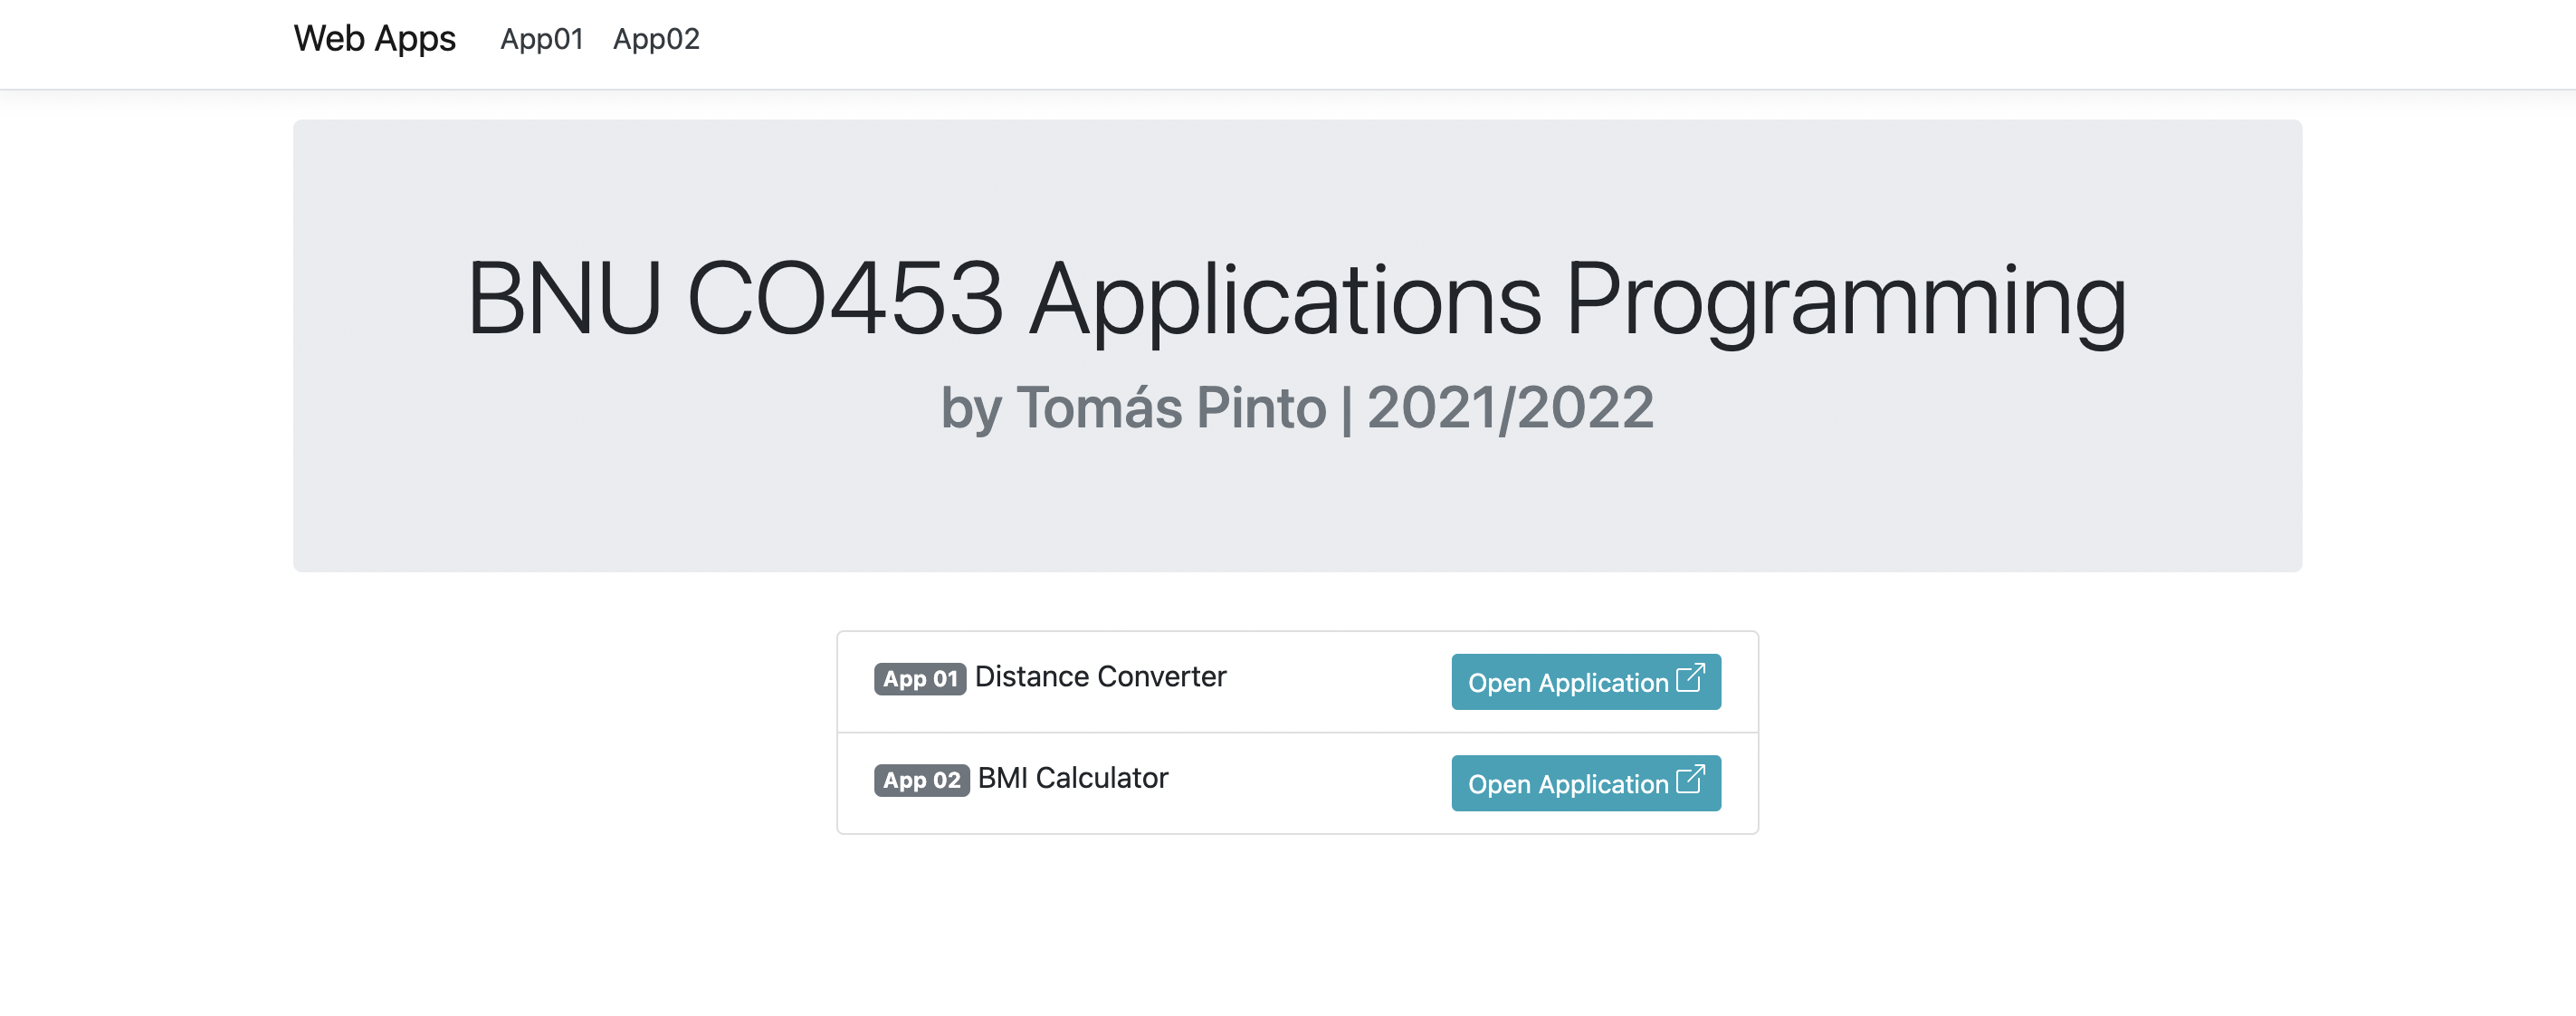 Web Apps App01 App02
BNU CO453 Applications Programming
by Tomás Pinto | 2021/2022
App 01 Distance Converter Open Application
App 02 BMI Calculator Open Application